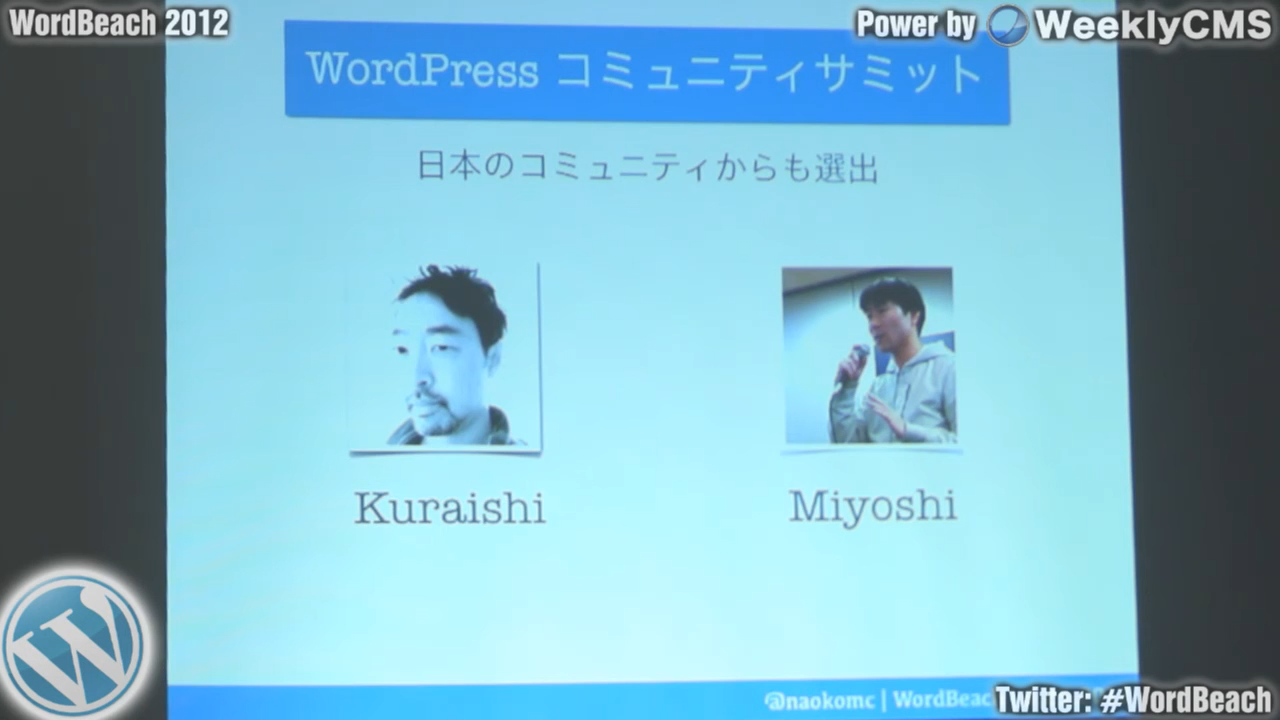 WordBeach 2012
Power by WeeklyCMS
WordPress コミュニティサミット
日本のコミュニティからも選出
Kuraishi
Miyoshi
@naokomc | WordBeac
Twitter: #WordBeach